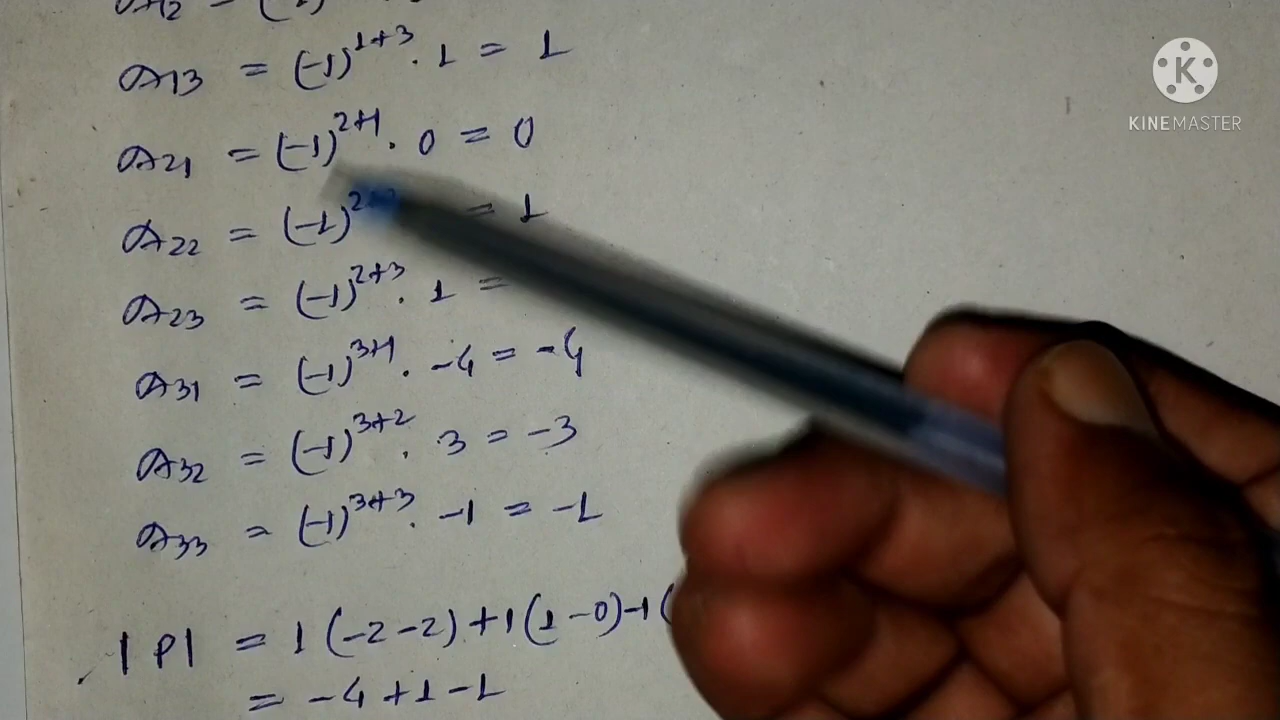 A13 = (-1)^1+3 . 1 = 1
A21 = (-1)^2+1 . 0 = 0
A22 = (-1)^2+ = 1
A23 = (-1)^2+3 . 1 =
A31 = (-1)^3+1 . -4 = -4
A32 = (-1)^3+2 . 3 = -3
A33 = (-1)^3+3 . -1 = -1
|P| = 1(-2-2)+1(1-0)-1(
= -4+1-1
K
KINEMASTER